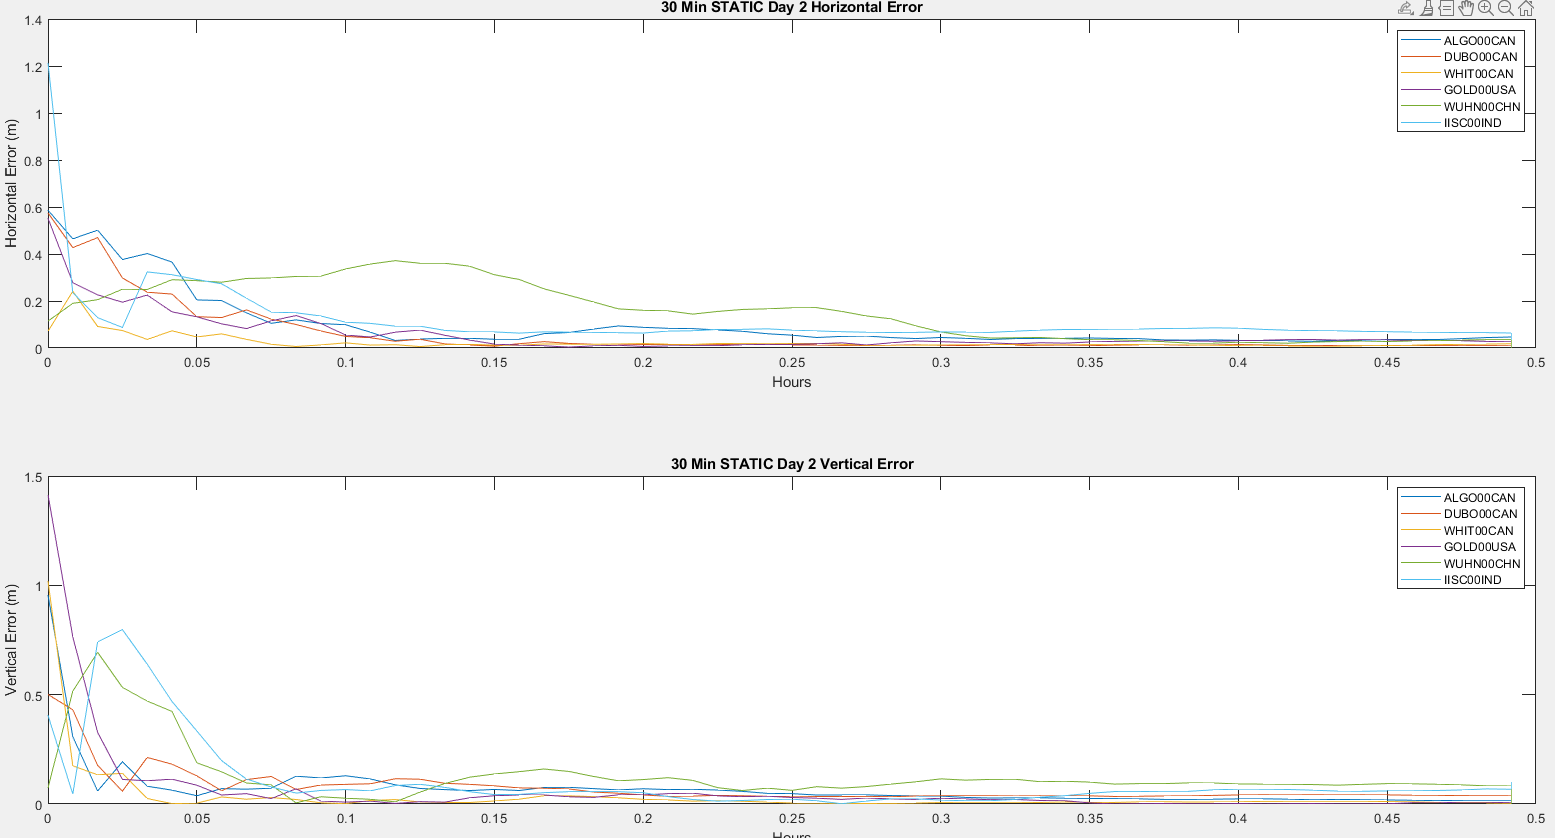 30 Min STATIC Day 2 Horizontal Error
1.4
1.2
1
0.8
0.6
0.4
0.2
0
Horizontal Error (m)
ALGO00CAN
DUBO00CAN
WHIT00CAN
GOLD00USA
WUHN00CHN
IISC00IND
0 0.05 0.1 0.15 0.2 0.25 0.3 0.35 0.4 0.45 0.5
Hours
30 Min STATIC Day 2 Vertical Error
1.5
1
0.5
0
Vertical Error (m)
ALGO00CAN
DUBO00CAN
WHIT00CAN
GOLD00USA
WUHN00CHN
IISC00IND
0 0.05 0.1 0.15 0.2 0.25 0.3 0.35 0.4 0.45 0.5
Hours